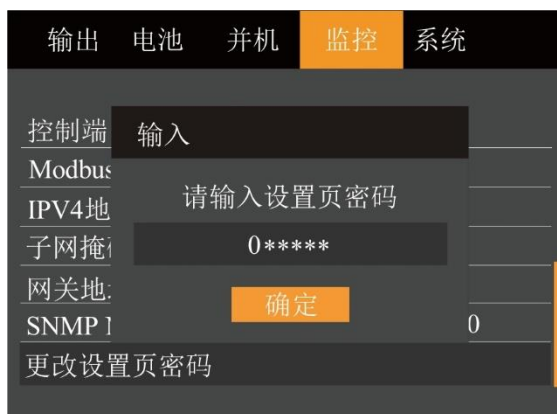 输出 电池 并机 监控 系统
控制端
输入
Modbus
请输入设置页密码
IPV4地
子网掩
0*****
网关地
确定
SNMP
0
更改设置页密码